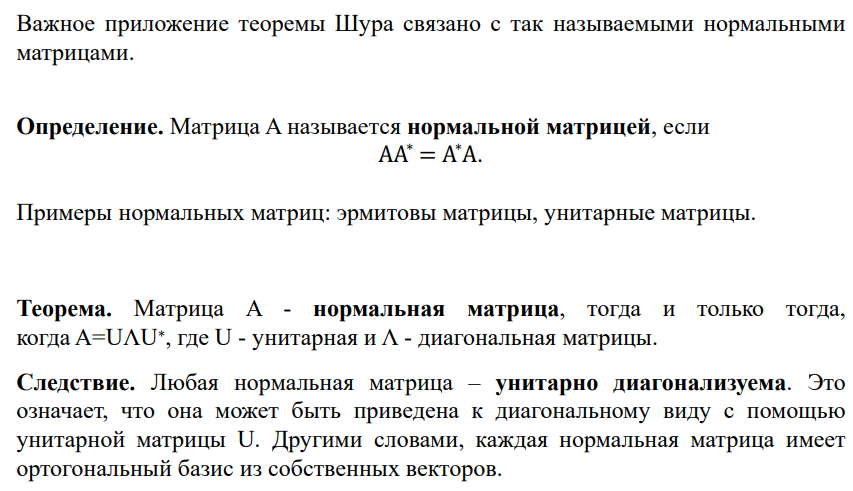 Важное приложение теоремы Шура связано с так называемыми нормальными
матрицами.
Определение. Матрица A называется нормальной матрицей, если
AA* = A*A.
Примеры нормальных матриц: эрмитовы матрицы, унитарные матрицы.
Теорема. Матрица A - нормальная матрица, тогда и только тогда,
когда A=UΛU*, где U - унитарная и Λ - диагональная матрицы.
Следствие. Любая нормальная матрица – унитарно диагонализуема. Это
означает, что она может быть приведена к диагональному виду с помощью
унитарной матрицы U. Другими словами, каждая нормальная матрица имеет
ортогональный базис из собственных векторов.